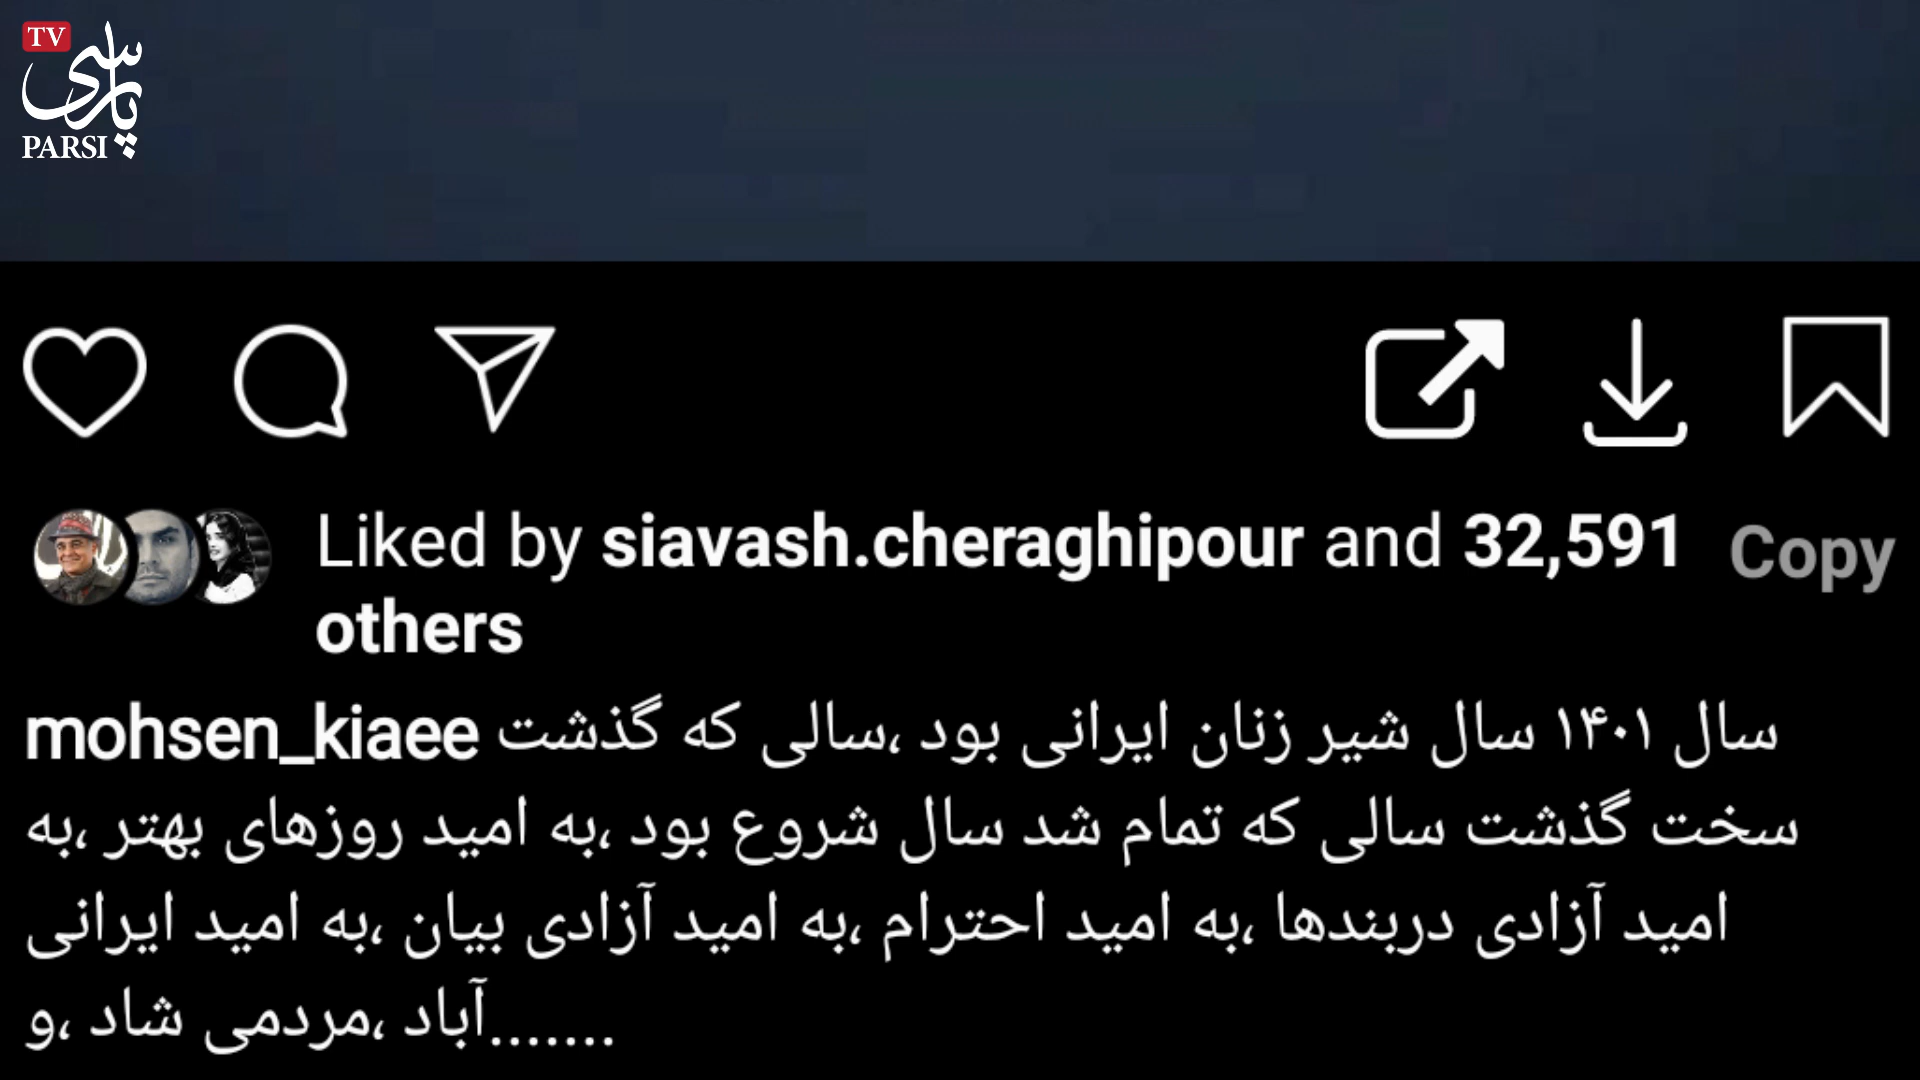 TV
پارسی
PARSI
Liked by siavash.cheraghipour and 32,591
others
Copy
mohsen_kiaee سال ۱۴۰۱ سال شیر زنان ایرانی بود ،سالی که گذشت
سخت گذشت سالی که تمام شد سال شروع بود ،به امید روزهای بهتر ،به
امید آزادی دربندها ،به امید احترام ،به امید آزادی بیان ،به امید ایرانی
آباد ،مردمی شاد ،و.......